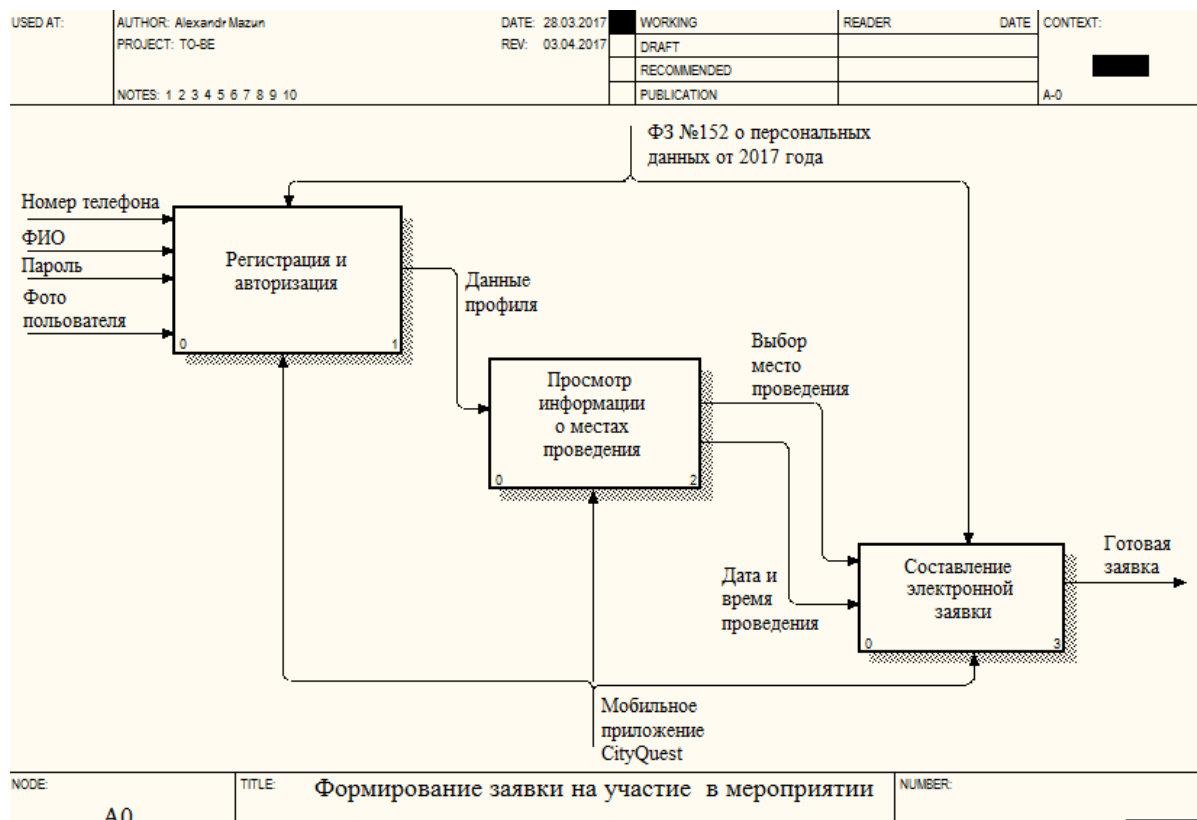 USED AT:
AUTHOR: Alexandr Mazun
DATE: 28.03.2017
PROJECT: TO-BE
REV: 03.04.2017
NOTES: 1 2 3 4 5 6 7 8 9 10
WORKING
DRAFT
RECOMMENDED
PUBLICATION
READER
DATE
CONTEXT:
A-0
ФЗ №152 о персональных
данных от 2017 года
Номер телефона
ФИО
Пароль
Фото
пользователя
Регистрация и
авторизация
0
1
Данные
профиля
Просмотр
информации
о местах
проведения
0
2
Выбор
место
проведения
Дата и
время
проведения
Составление
электронной
заявки
0
3
Готовая
заявка
Мобильное
приложение
CityQuest
NODE:
A0
TITLE:
Формирование заявки на участие в мероприятии
NUMBER: